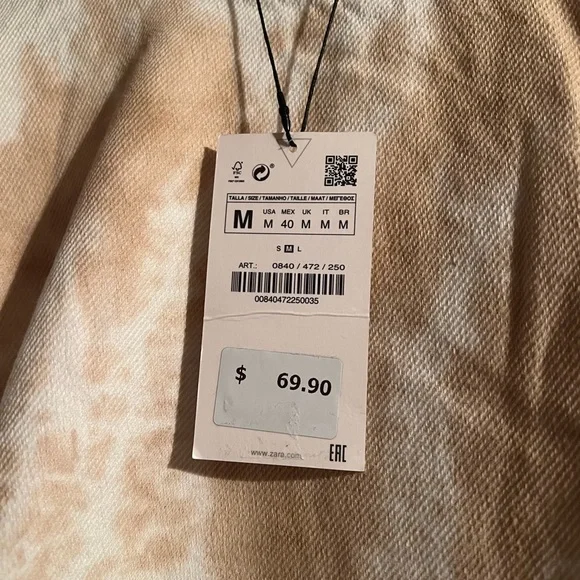 FSC
TALLA / SIZE / TAMANHO / TAILLE / MAAT / ΜΕΓΕΘΟΣ
M
USA MEX UK IT BR
M 40 M M M
S M L
ART.: 0840 / 472 / 250
00840472250035
$ 69.90
www.zara.com
EAC